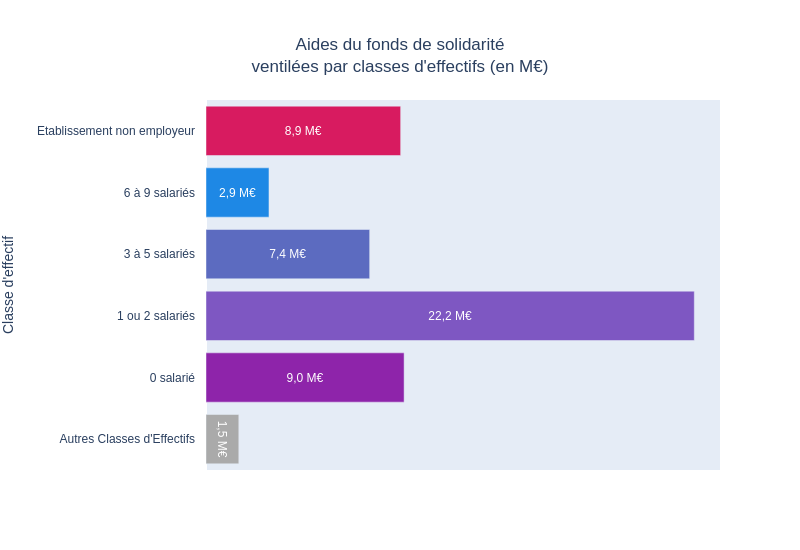 Aides du fonds de solidarité
ventilées par classes d'effectifs (en M€)
Classe d'effectif
Etablissement non employeur
8,9 M€
6 à 9 salariés
2,9 M€
3 à 5 salariés
7,4 M€
1 ou 2 salariés
22,2 M€
0 salarié
9,0 M€
Autres Classes d'Effectifs
1,5 M€